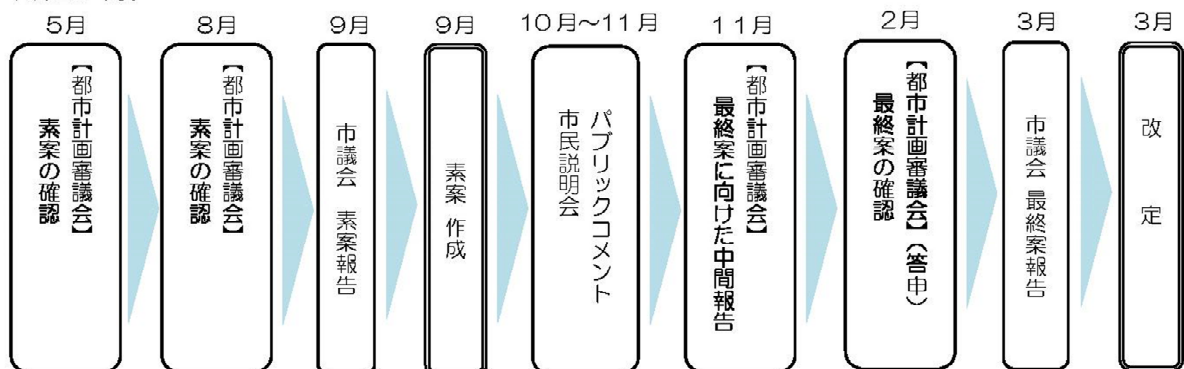 5月
【都市計画審議会】
素案の確認
8月
【都市計画審議会】
素案の確認
9月
市議会 素案報告
9月
素案 作成
10月~11月
パブリックコメント
市民説明会
11月
【都市計画審議会】
最終案に向けた中間報告
2月
【都市計画審議会】(答申)
最終案の確認
3月
市議会 最終案報告
3月
改 定